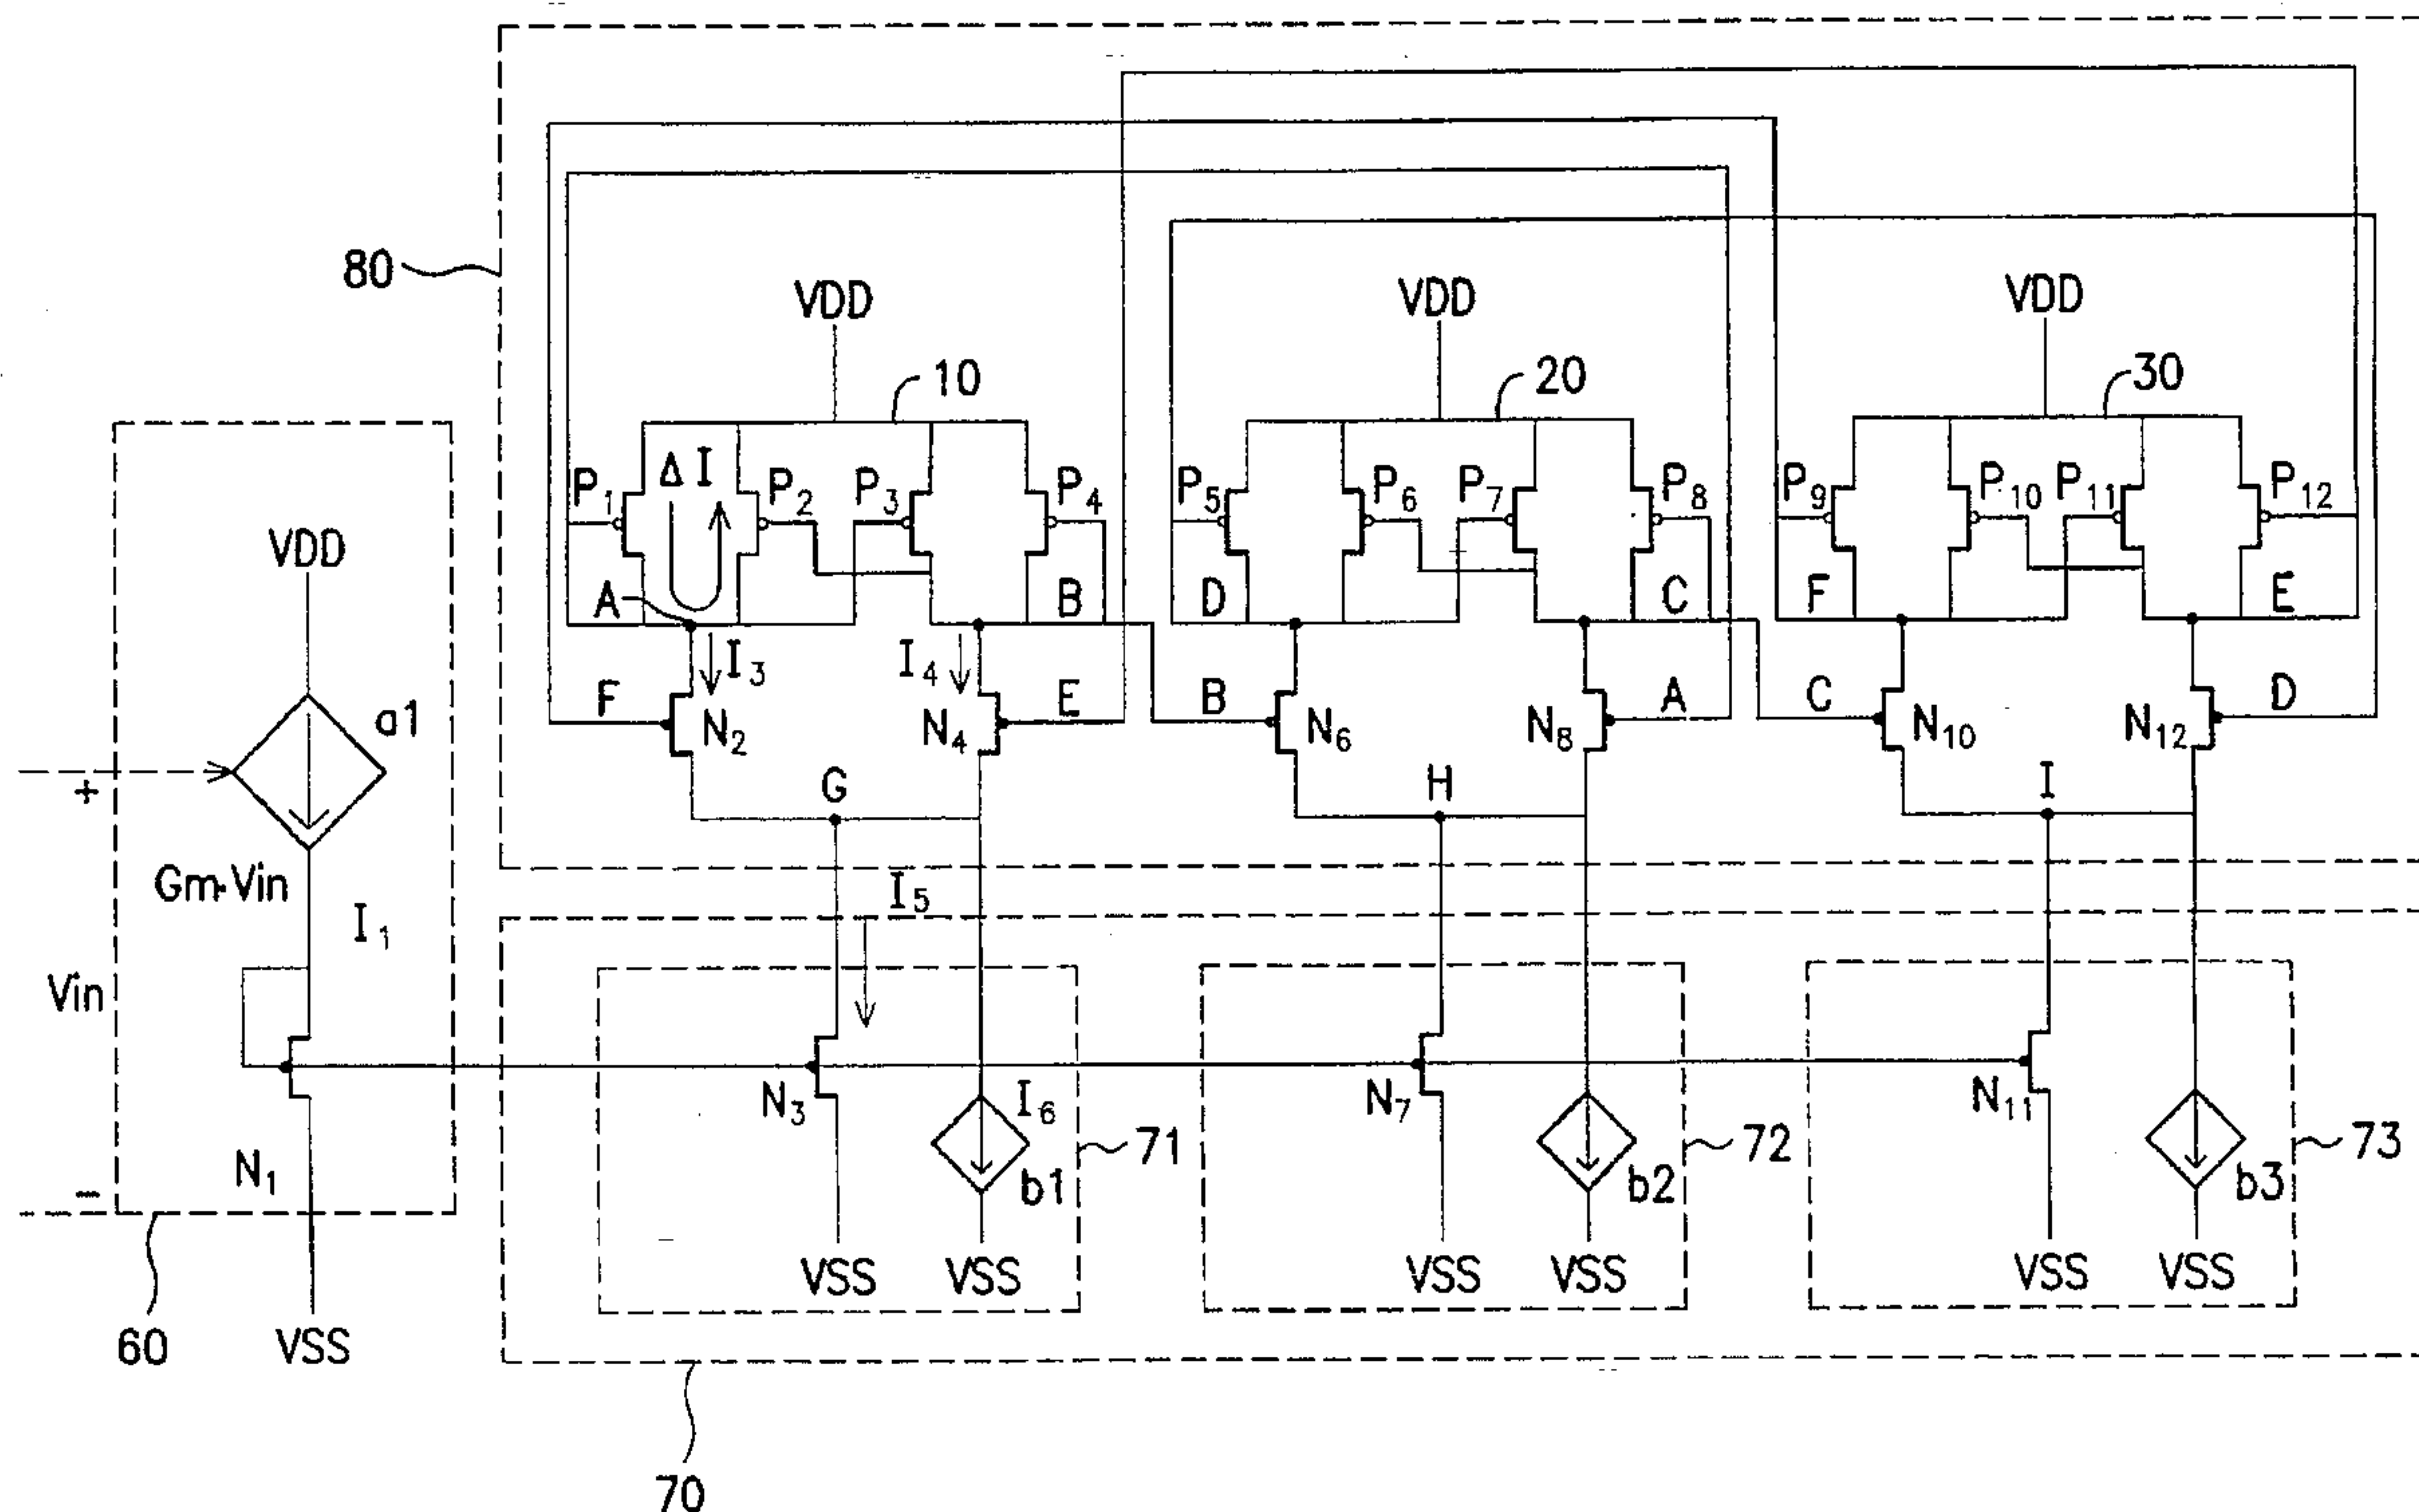 80
VDD
VDD
VDD
10
20
30
P1
Δ I
P2
P3
P4
P5
P6
P7
P8
P9
P10
P11
P12
VDD
A
B
D
C
F
E
I3
I4
F
N2
N4
E
B
N6
N8
A
C
N10
N12
D
a1
+
G
H
I
Gm·Vin
I5
I1
Vin
N3
I6
N7
N11
71
72
73
N1
b1
b2
b3
-
VSS
VSS
VSS
VSS
VSS
VSS
60
VSS
70